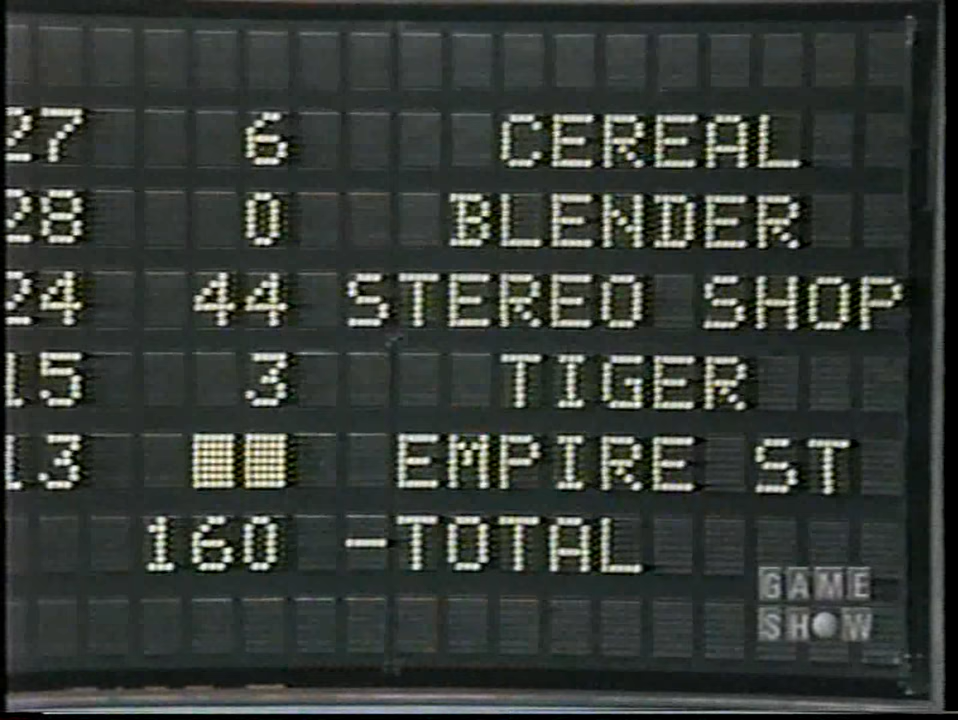 27 6 CEREAL
28 0 BLENDER
24 44 STEREO SHOP
15 3 TIGER
13 EMPIRE ST
160 -TOTAL
GAME
SHOW